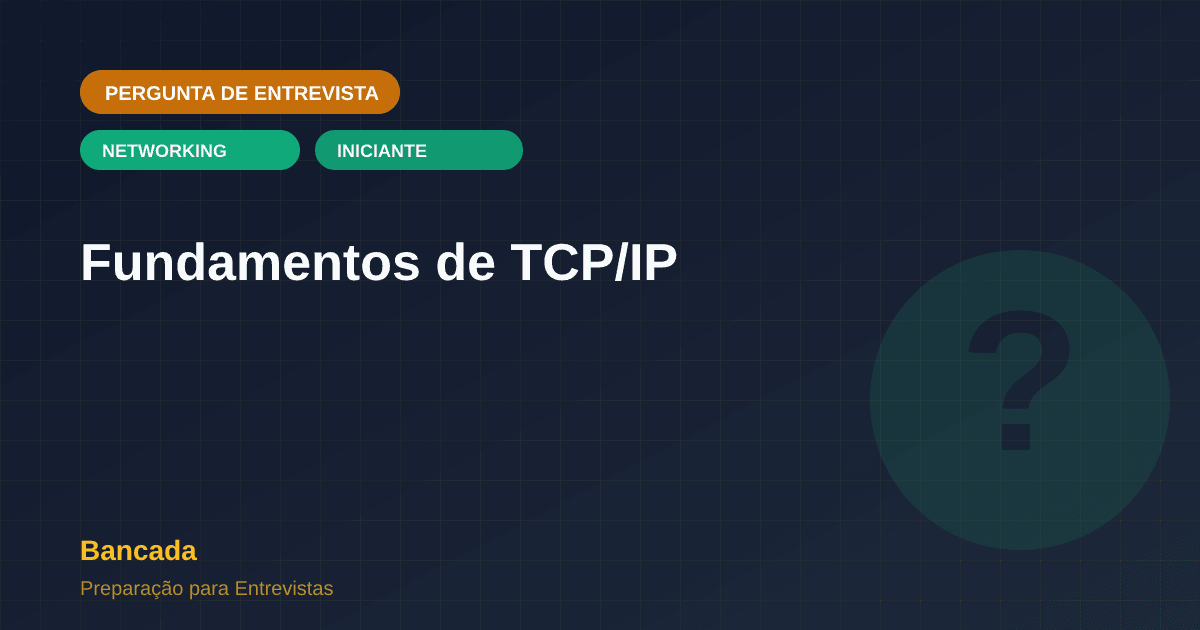 PERGUNTA DE ENTREVISTA
NETWORKING
INICIANTE
Fundamentos de TCP/IP
?
Bancada
Preparação para Entrevistas